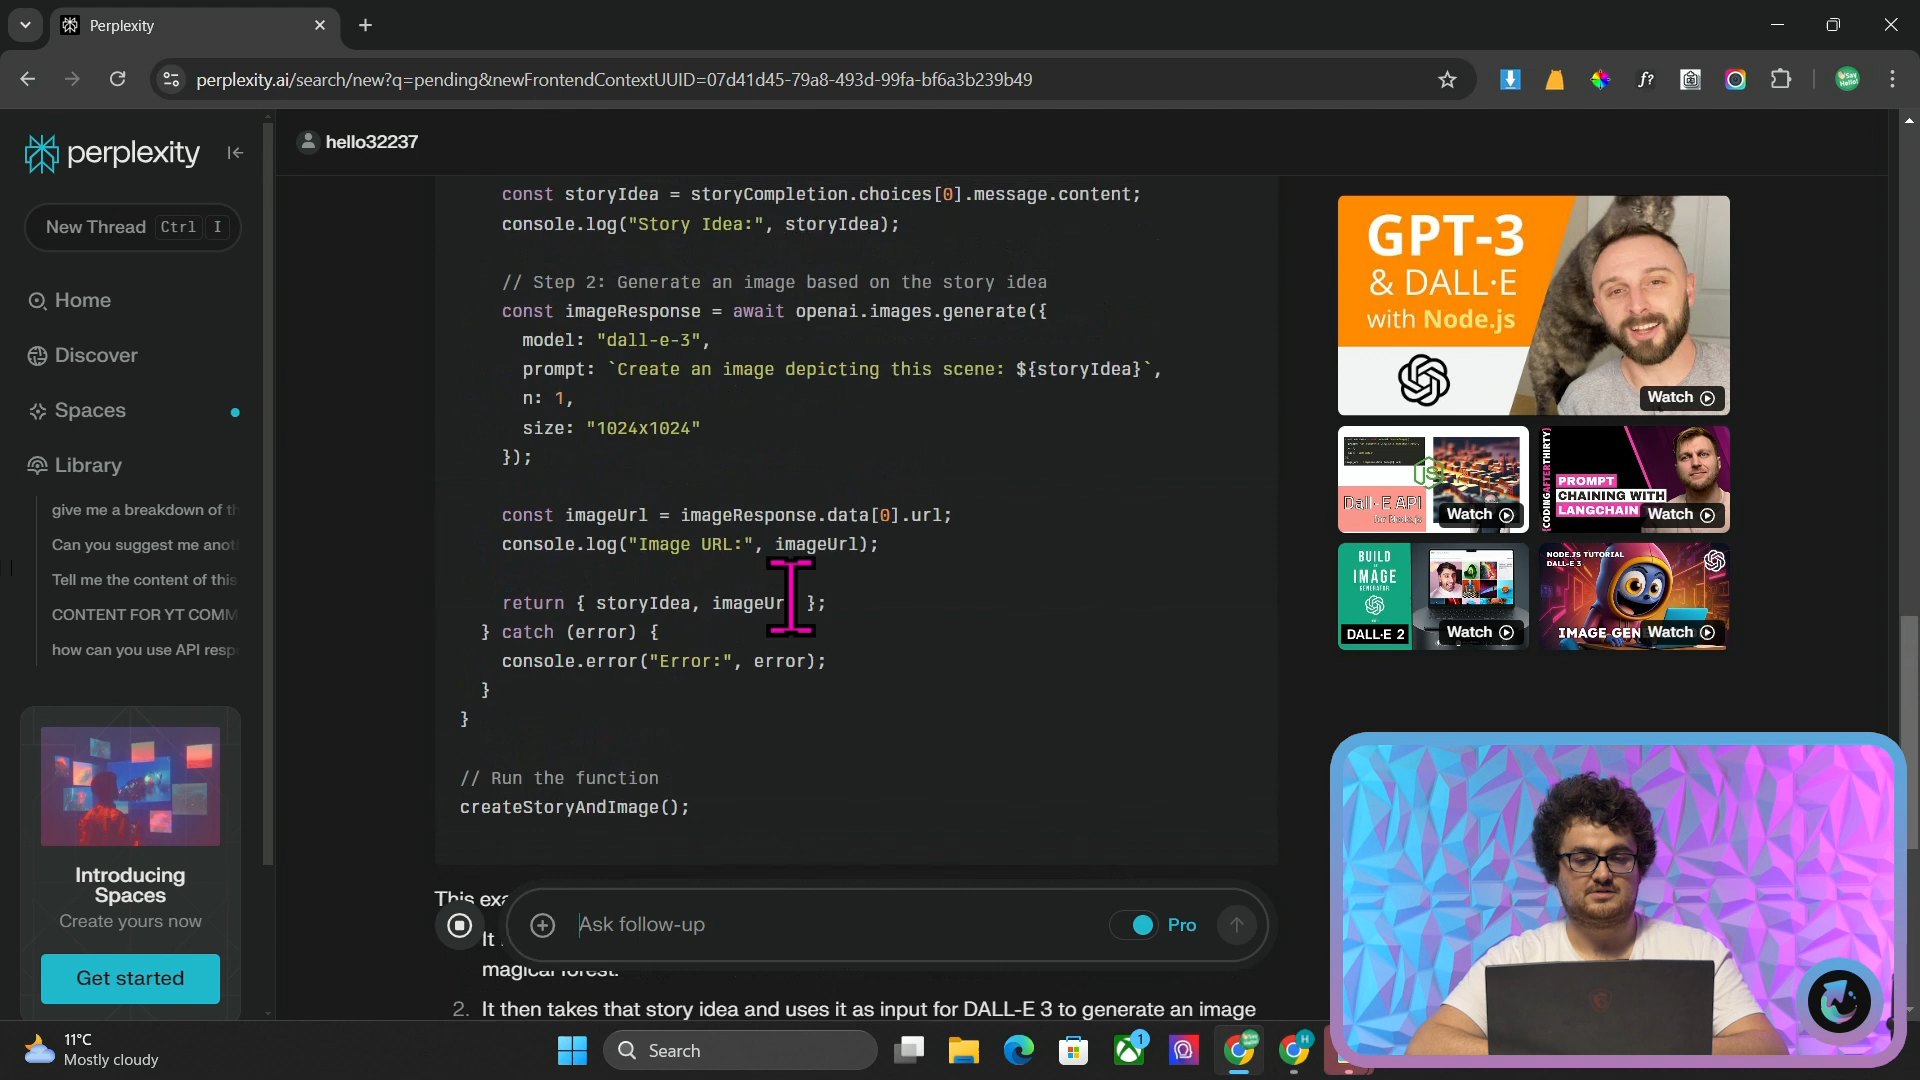 Perplexity
perplexity.ai/search/new?q=pending&newFrontendContextUUID=07d41d45-79a8-493d-99fa-bf6a3b239b49
perplexity
New Thread Ctrl I
Home
Discover
Spaces
Library
give me a breakdown of th
Can you suggest me anot
Tell me the content of this
CONTENT FOR YT COMM
how can you use API resp
Introducing
Spaces
Create yours now
Get started
hello32237
const storyIdea = storyCompletion.choices[0].message.content;
console.log("Story Idea:", storyIdea);
// Step 2: Generate an image based on the story idea
const imageResponse = await openai.images.generate({
model: "dall-e-3",
prompt: `Create an image depicting this scene: ${storyIdea}`,
n: 1,
size: "1024x1024"
});
const imageUrl = imageResponse.data[0].url;
console.log("Image URL:", imageUrl);
return { storyIdea, imageUr };
} catch (error) {
console.error("Error:", error);
}
}
// Run the function
createStoryAndImage();
This exa
It
magical forest.
2. It then takes that story idea and uses it as input for DALL-E 3 to generate an image
Ask follow-up
Pro
GPT-3
& DALL·E
with Node.js
Watch
Dall-E API
for Node.js
Watch
{CODINGAFTERTHIRTY}
PROMPT
CHAINING WITH
LANGCHAIN
Watch
BUILD
IMAGE
GENERATOR
DALL·E 2
Watch
NODE.JS TUTORIAL
DALL-E 3
IMAGE GEN
Watch
11°C
Mostly cloudy
Search
1